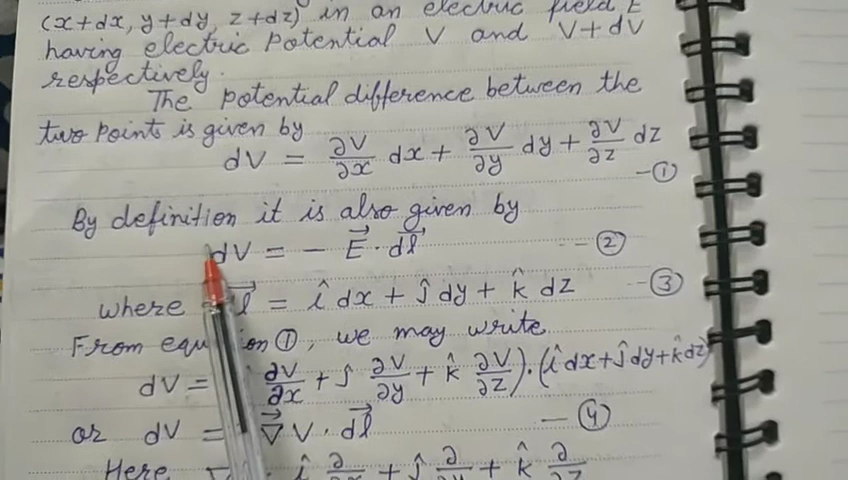 (x+dx, y+dy, z+dz) in an electric field E
having electric potential V and V+dV
respectively.
The potential difference between the
two points is given by
dV = ∂V/∂x dx + ∂V/∂y dy + ∂V/∂z dz
-①
By definition it is also given by
dV = - E⃗ · dl⃗ -②
where l⃗ = î dx + ĵ dy + k̂ dz -③
From equ ion ①, we may write
dV = ∂V/∂x + ĵ ∂V/∂y + k̂ ∂V/∂z) · (î dx + ĵ dy + k̂ dz)
or dV = ∇⃗ V · dl⃗ -④
Here î ∂/∂x + ĵ ∂/∂y + k̂ ∂/∂z